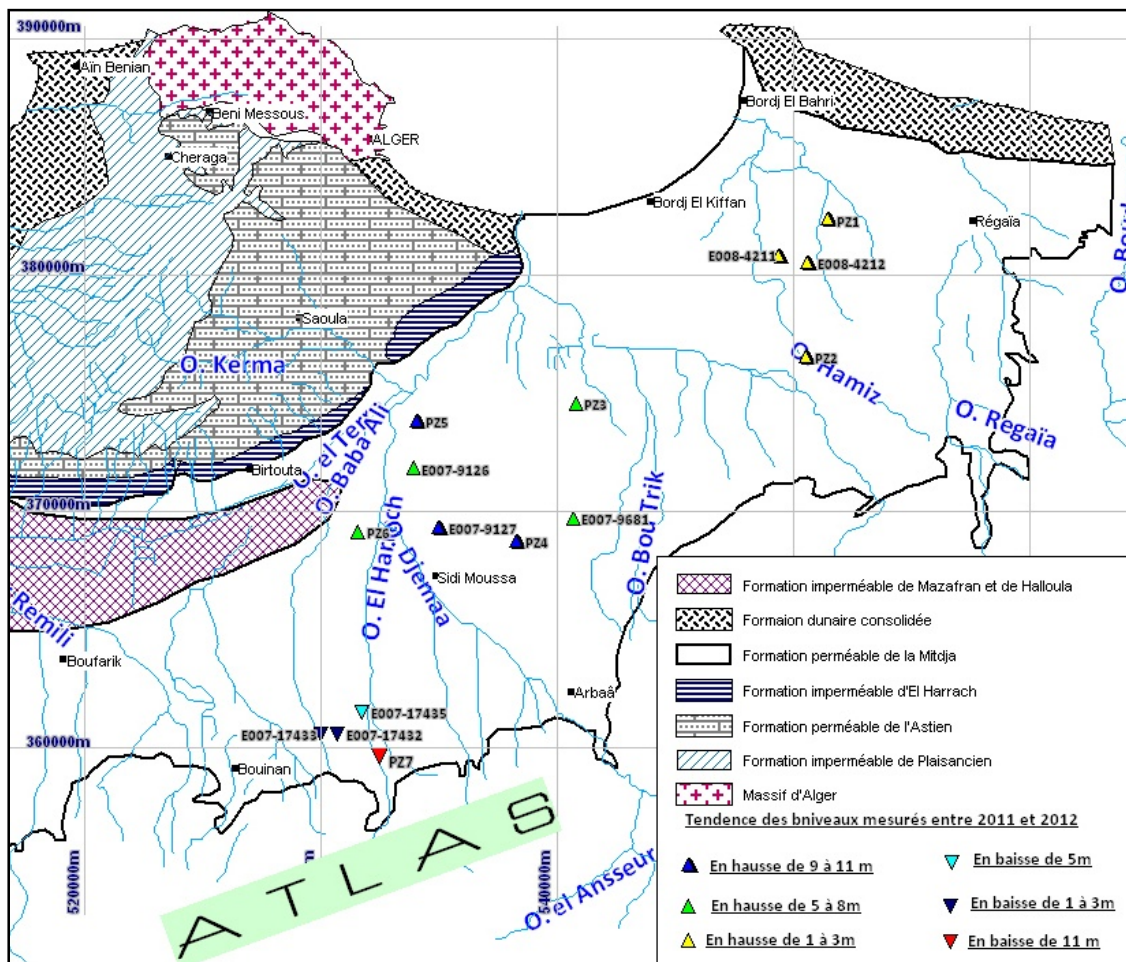 390000m
Aïn Benian
Beni Messous
ALGER
Cheraga
Bordj El Bahri
Bordj El Kiffan
Régaïa
PZ1
E008-4211
E008-4212
380000m
Saoula
O. Kerma
PZ2
O. Hamiz
O. Regaïa
PZ3
PZ5
E007-9126
Birtouta
O. Baba Ali
370000m
PZ6
E007-9127
PZ4
E007-9681
O. El Harroch
O. Djemaa
O. Bou Trik
Sidi Moussa
Remili
Boufarik
Arbaâ
E007-17435
E007-17433
E007-17432
360000m
PZ7
Bouinan
ATLAS
520000m
540000m
O. el Ansseur
Formation imperméable de Mazafran et de Halloula
Formaion dunaire consolidée
Formation perméable de la Mitdja
Formation imperméable d'El Harrach
Formation perméable de l'Astien
Formation imperméable de Plaisancien
Massif d'Alger
Tendence des bniveaux mesurés entre 2011 et 2012
En hausse de 9 à 11 m
En baisse de 5m
En hausse de 5 à 8m
En baisse de 1 à 3m
En hausse de 1 à 3m
En baisse de 11 m